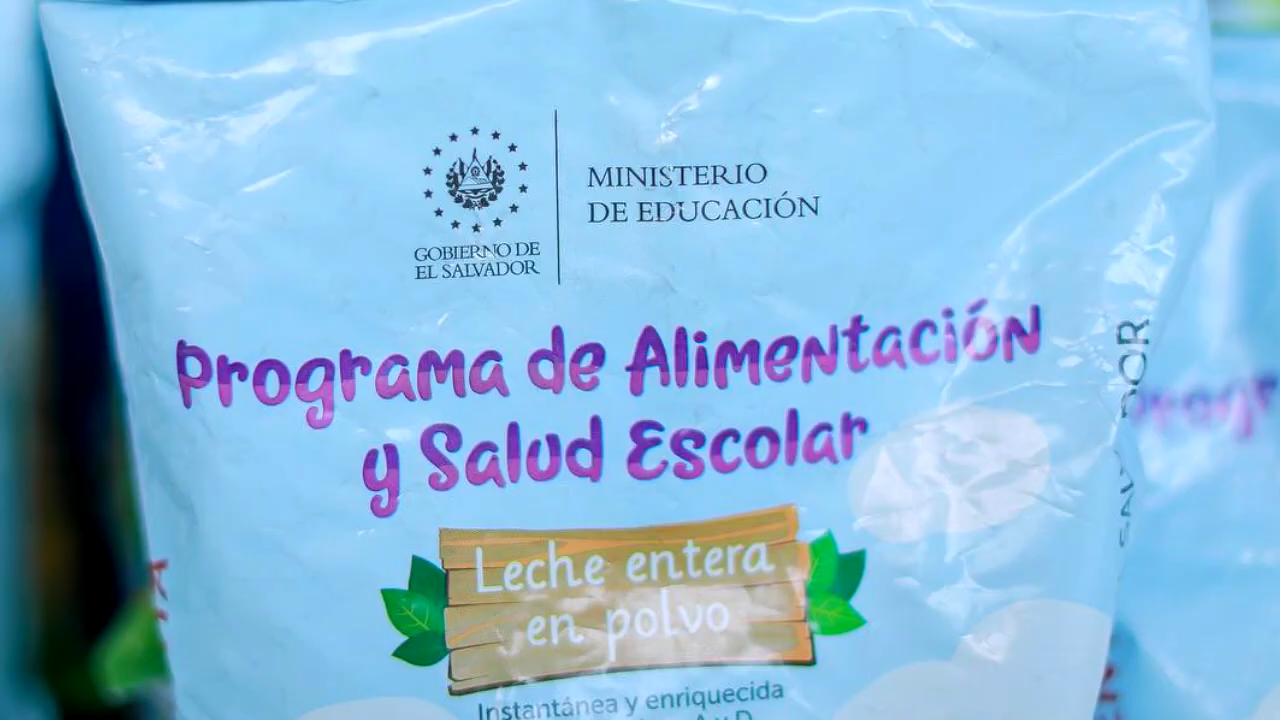 GOBIERNO DE
EL SALVADOR
MINISTERIO
DE EDUCACIÓN
Programa de Alimentación
y Salud Escolar
Leche entera
en polvo
Instantánea y enriquecida
A y D